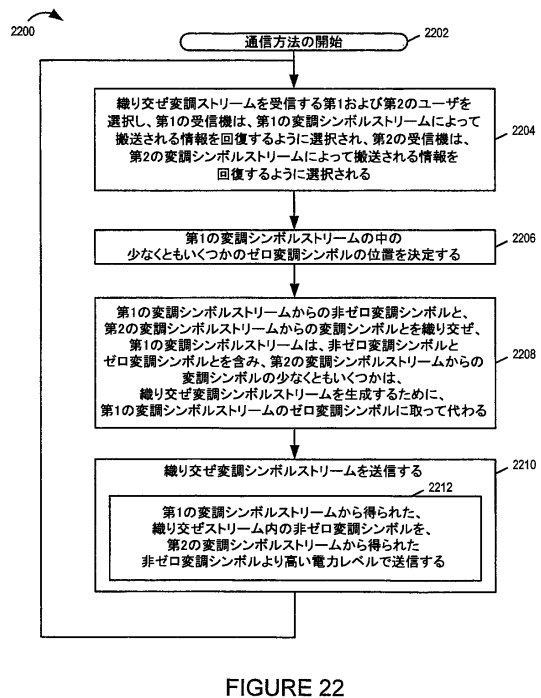 2200
通信方法の開始
2202
織り交ぜ変調ストリームを受信する第1および第2のユーザを
選択し、第1の受信機は、第1の変調シンボルストリームによって
搬送される情報を回復するように選択され、第2の受信機は、
第2の変調シンボルストリームによって搬送される情報を
回復するように選択される
2204
第1の変調シンボルストリームの中の
少なくともいくつかのゼロ変調シンボルの位置を決定する
2206
第1の変調シンボルストリームからの非ゼロ変調シンボルと、
第2の変調シンボルストリームからの変調シンボルとを織り交ぜ、
第1の変調シンボルストリームは、非ゼロ変調シンボルと
ゼロ変調シンボルとを含み、第2の変調シンボルストリームからの
変調シンボルの少なくともいくつかは、
織り交ぜ変調シンボルストリームを生成するために、
第1の変調シンボルストリームのゼロ変調シンボルに取って代わる
2208
織り交ぜ変調シンボルストリームを送信する
2210
2212
第1の変調シンボルストリームから得られた、
織り交ぜストリーム内の非ゼロ変調シンボルを、
第2の変調シンボルストリームから得られた
非ゼロ変調シンボルより高い電力レベルで送信する
FIGURE 22